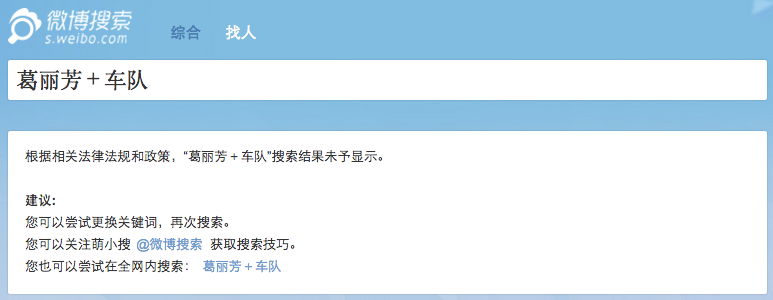 微博搜索
s.weibo.com
综合 找人
葛丽芳+车队
根据相关法律法规和政策，“葛丽芳+车队”搜索结果未予显示。
建议：
您可以尝试更换关键词，再次搜索。
您可以关注萌小搜 @微博搜索 获取搜索技巧。
您也可以尝试在全网内搜索： 葛丽芳+车队